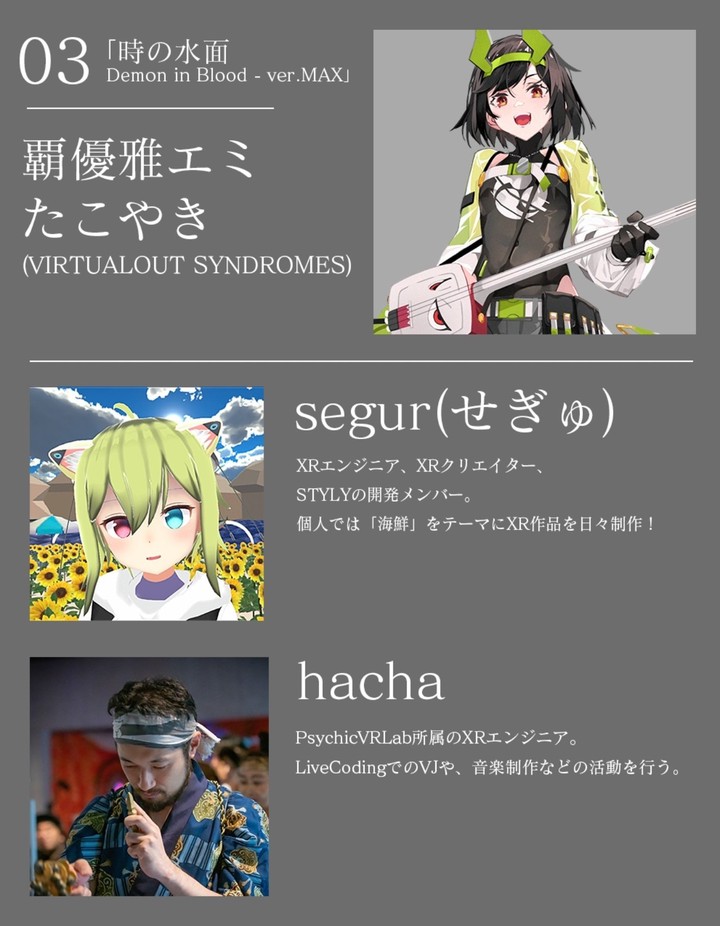 03
「時の水面
Demon in Blood - ver.MAX」
覇優雅エミ
たこやき
(VIRTUALOUT SYNDROMES)
segur(せぎゅ)
XRエンジニア、XRクリエイター、
STYLYの開発メンバー。
個人では「海鮮」をテーマにXR作品を日々制作！
hacha
PsychicVRLab所属のXRエンジニア。
LiveCodingでのVJや、音楽制作などの活動を行う。